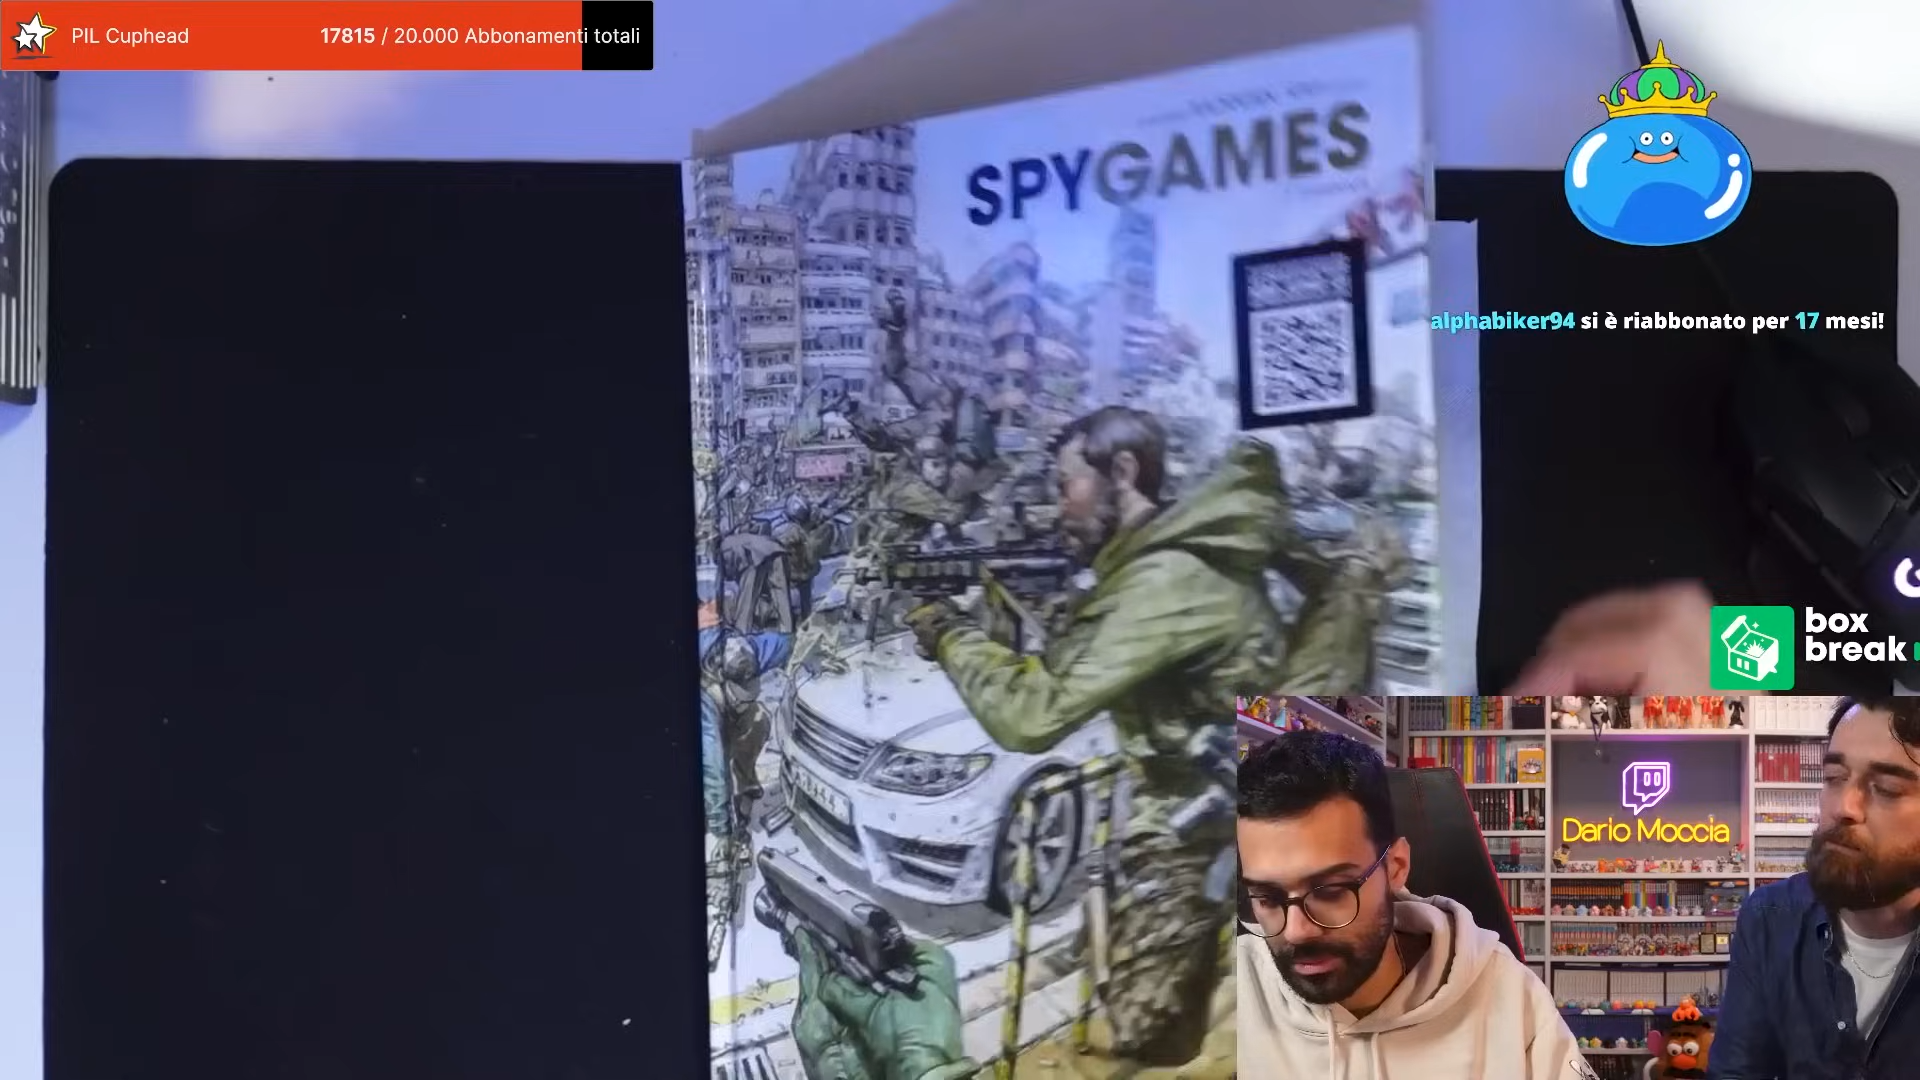 PIL Cuphead
17815 / 20.000 Abbonamenti totali
SPYGAMES
alphabiker94 si è riabbonato per 17 mesi!
box
break
Dario Moccia